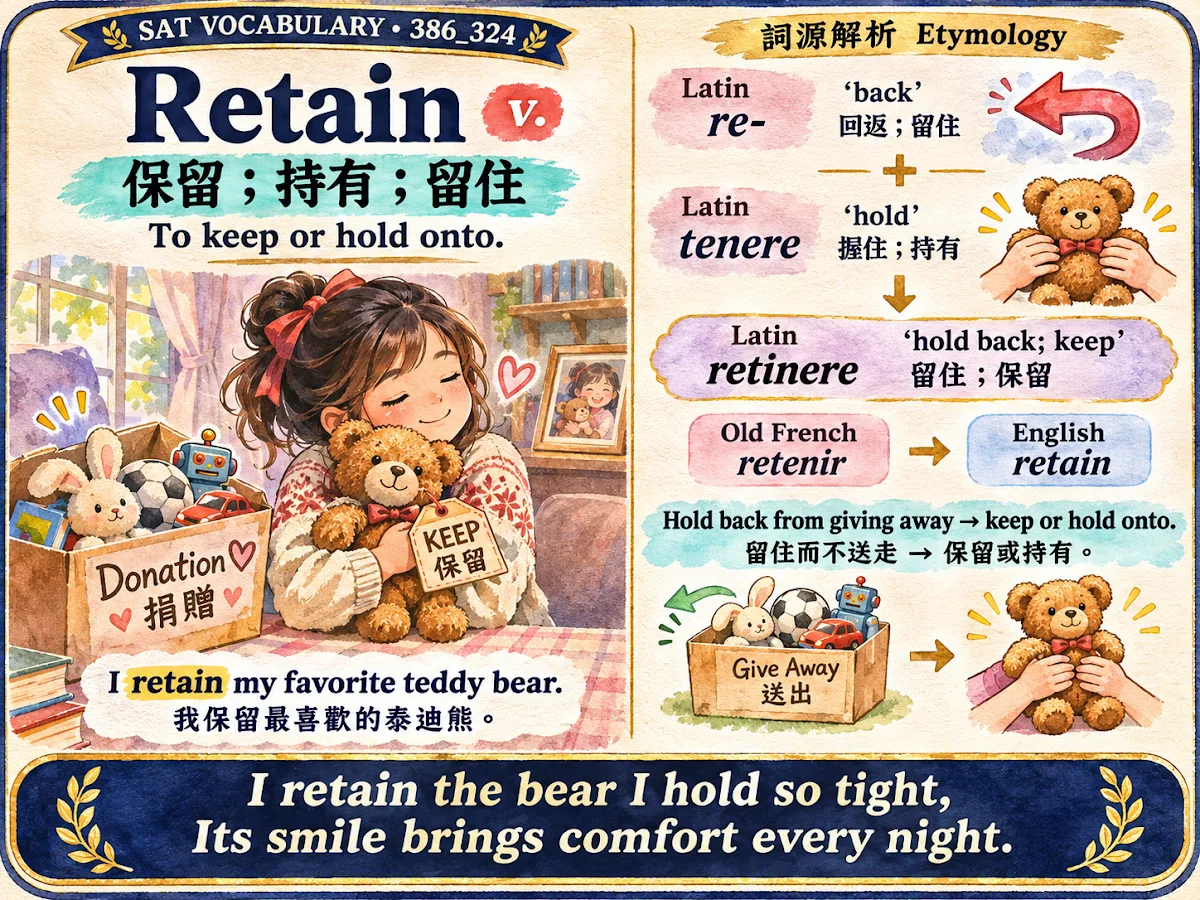 SAT VOCABULARY • 386_324
Retain v.
保留；持有；留住
To keep or hold onto.
Donation
捐贈
KEEP
保留
I retain my favorite teddy bear.
我保留最喜歡的泰迪熊。
詞源解析 Etymology
Latin
re-
‘back’
回返；留住
+
Latin
tenere
‘hold’
握住；持有
Latin
retinere
‘hold back; keep’
留住；保留
Old French
retenir
English
retain
Hold back from giving away → keep or hold onto.
留住而不送走 → 保留或持有。
Give Away
送出
I retain the bear I hold so tight,
Its smile brings comfort every night.